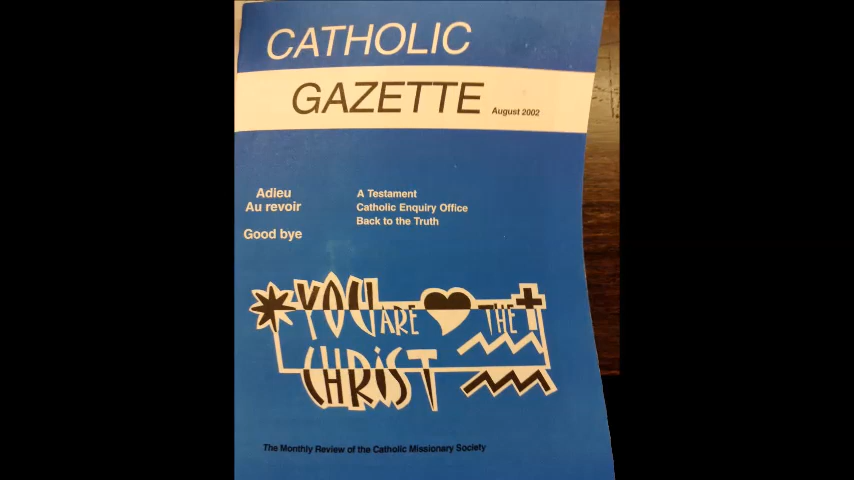 CATHOLIC
GAZETTE
August 2002
Adieu
Au revoir
Good bye
A Testament
Catholic Enquiry Office
Back to the Truth
YOU ARE THE
CHRiST
The Monthly Review of the Catholic Missionary Society